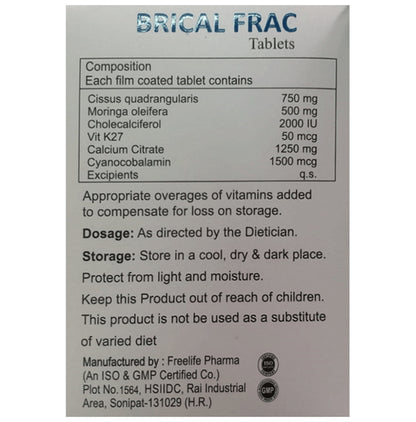 BRICAL FRAC
Tablets
Composition
Each film coated tablet contains
Cissus quadrangularis 750 mg
Moringa oleifera 500 mg
Cholecalciferol 2000 IU
Vit K27 50 mcg
Calcium Citrate 1250 mg
Cyanocobalamin 1500 mcg
Excipients q.s.
Appropriate overages of vitamins added
to compensate for loss on storage.
Dosage: As directed by the Dietician.
Storage: Store in a cool, dry & dark place.
Protect from light and moisture.
Keep this Product out of reach of children.
This product is not be used as a substitute
of varied diet
Manufactured by : Freelife Pharma
(An ISO & GMP Certified Co.)
Plot No.1564, HSIIDC, Rai Industrial
Area, Sonipat-131029 (H.R.)
ISO
GMP